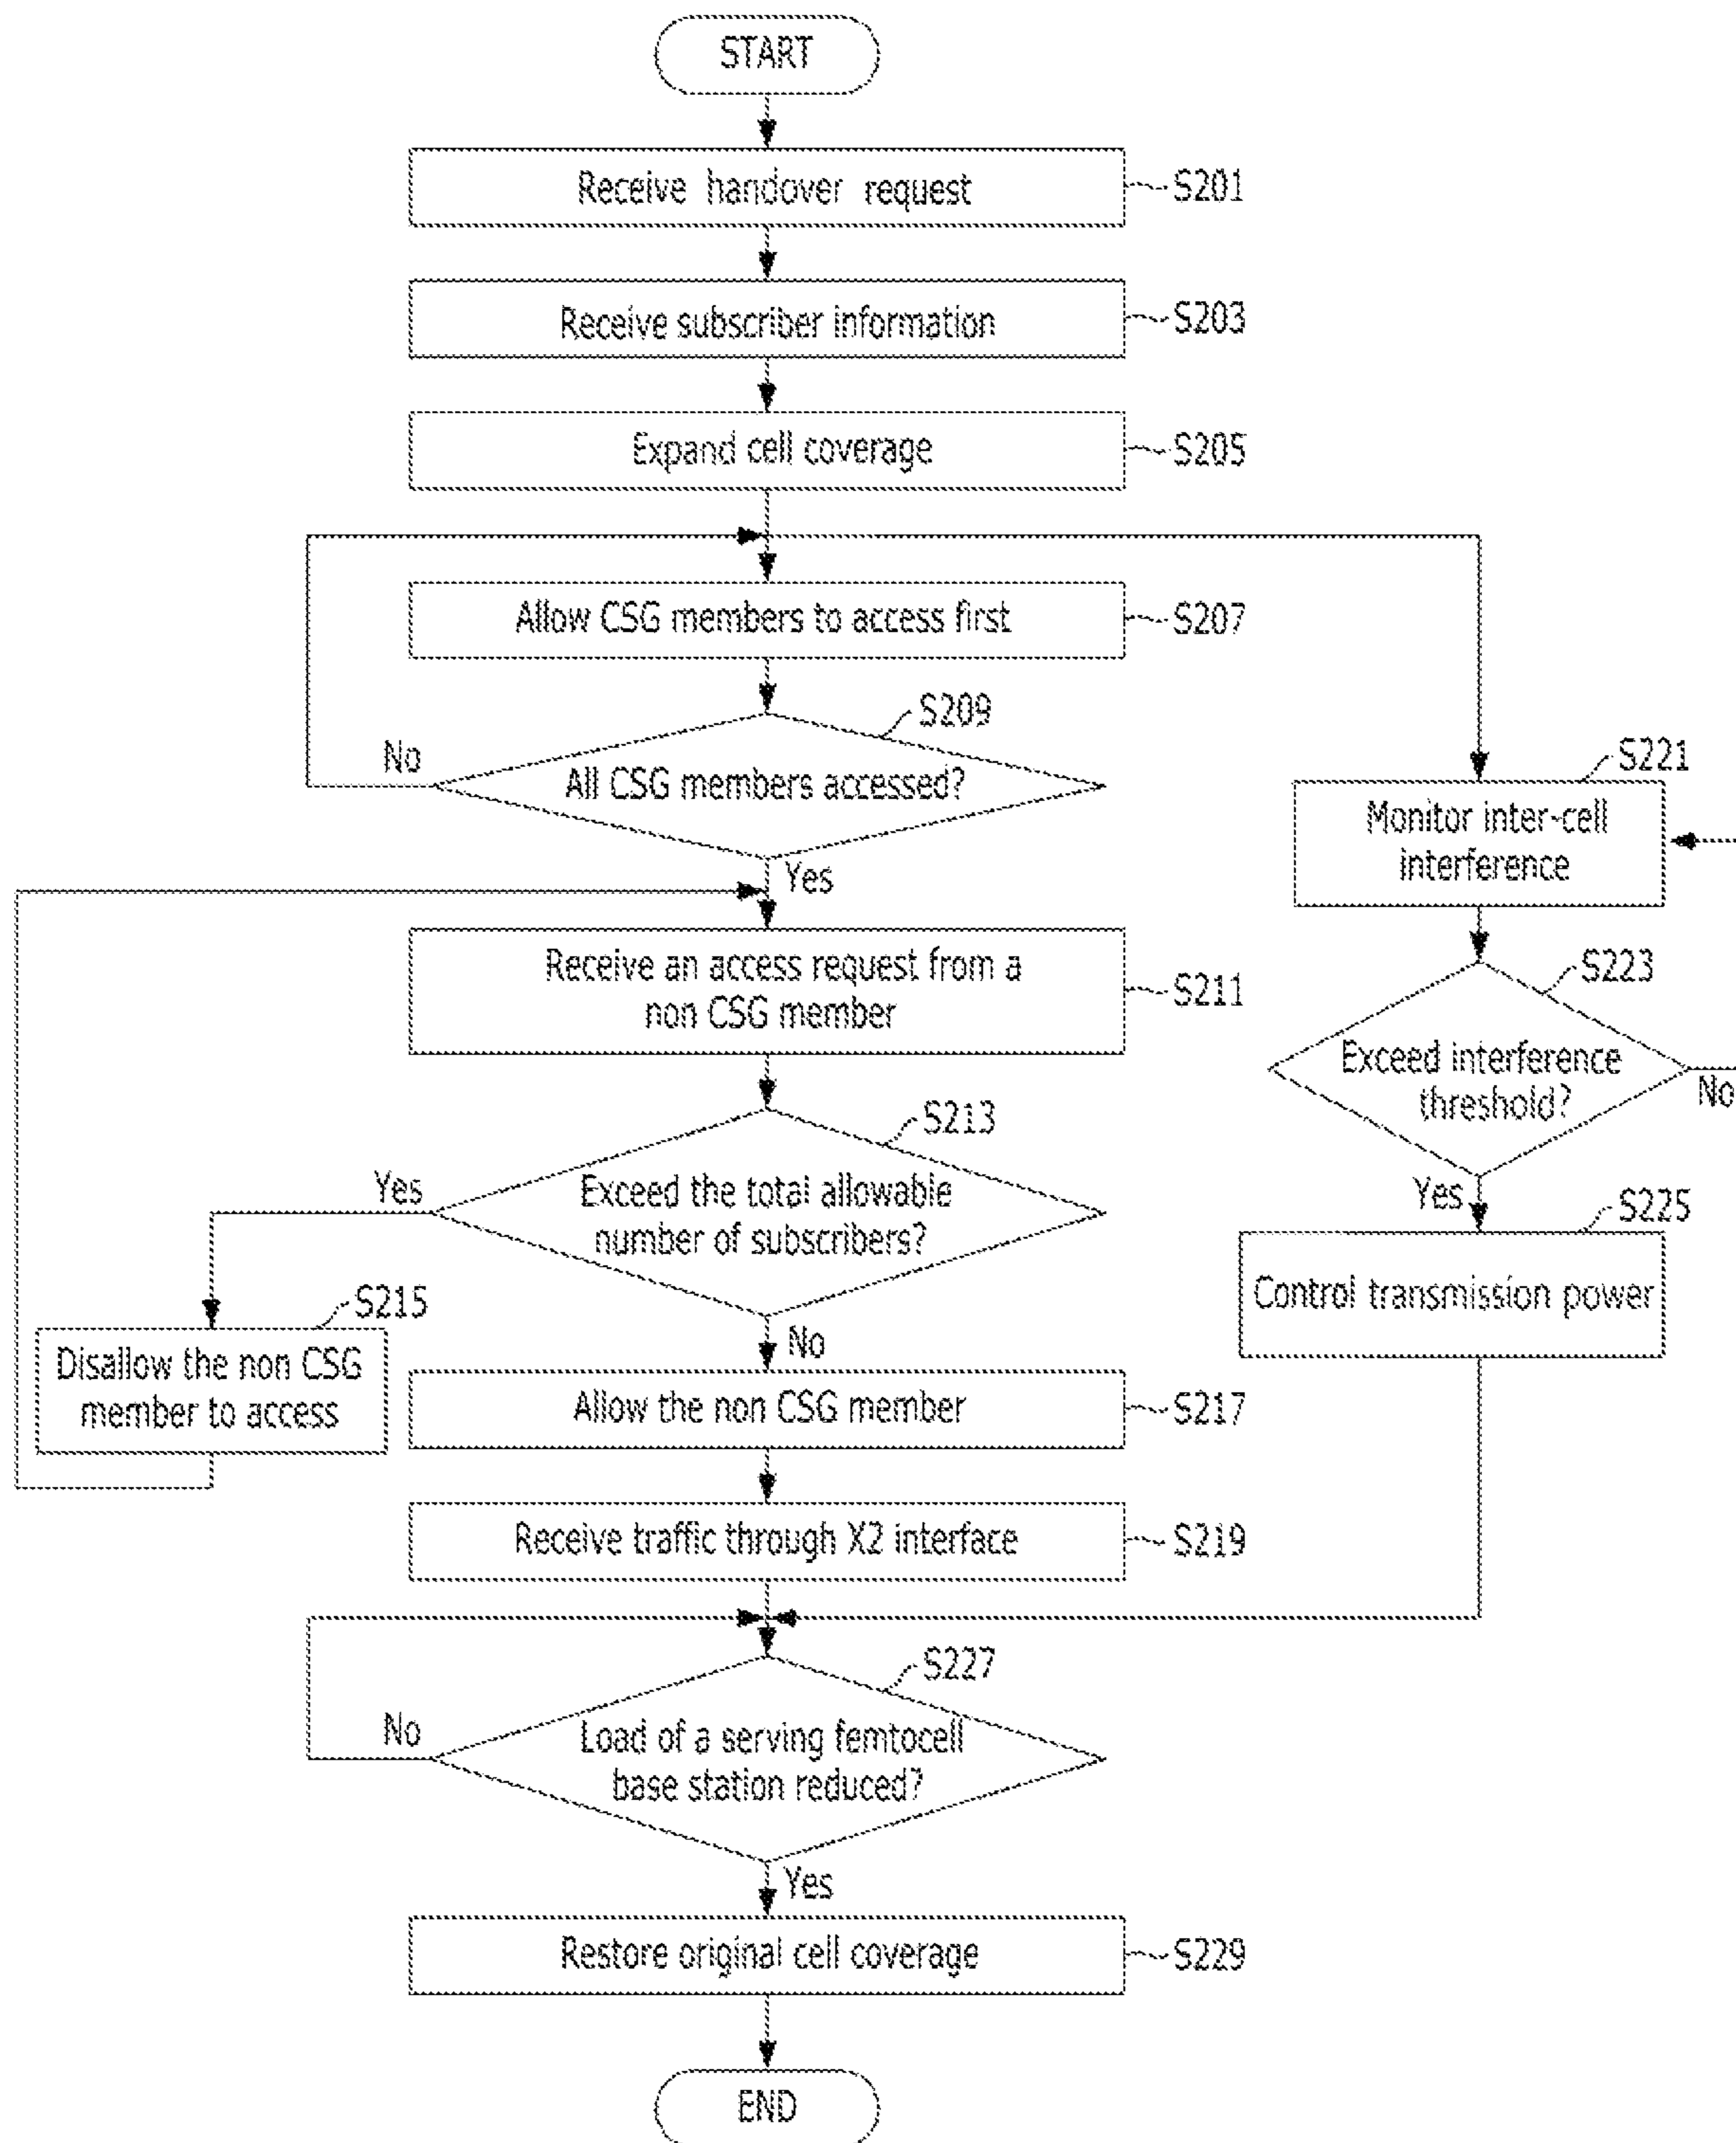 START
Receive handover request
S201
Receive subscriber information
S203
Expand cell coverage
S205
Allow CSG members to access first
S207
S209
All CSG members accessed?
No
Yes
S221
Monitor inter-cell
interference
Receive an access request from a
non CSG member
S211
S223
Exceed interference
threshold?
No
Yes
S213
Exceed the total allowable
number of subscribers?
Yes
No
S225
Control transmission power
S215
Disallow the non CSG
member to access
Allow the non CSG member
S217
Receive traffic through X2 interface
S219
S227
Load of a serving femtocell
base station reduced?
No
Yes
Restore original cell coverage
S229
END